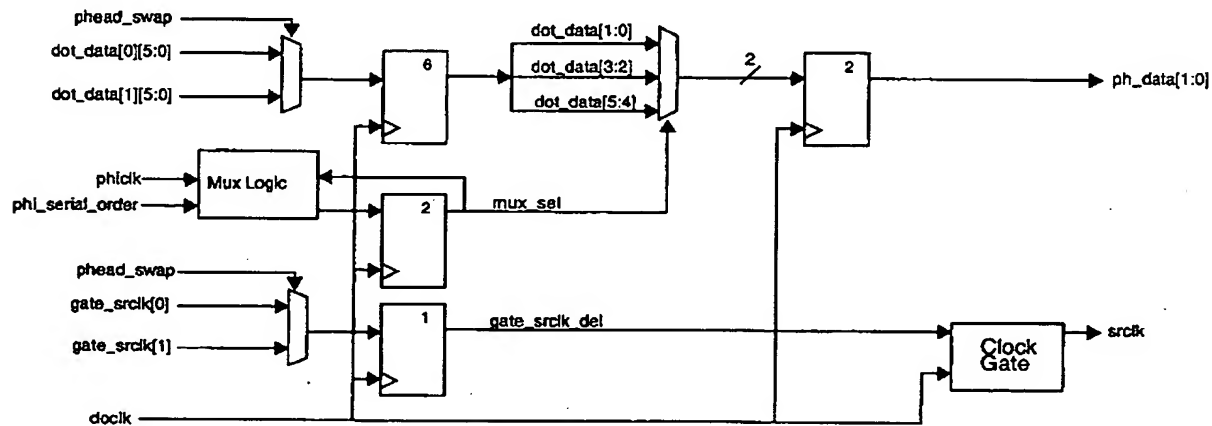 phead_swap
dot_data[0][5:0]
dot_data[1][5:0]
6
dot_data[1:0]
dot_data[3:2]
dot_data[5:4]
2
2
ph_data[1:0]
phiclk
phi_serial_order
Mux Logic
2
mux_sel
phead_swap
gate_srclk[0]
gate_srclk[1]
1
gate_srclk_del
Clock
Gate
srclk
doclk